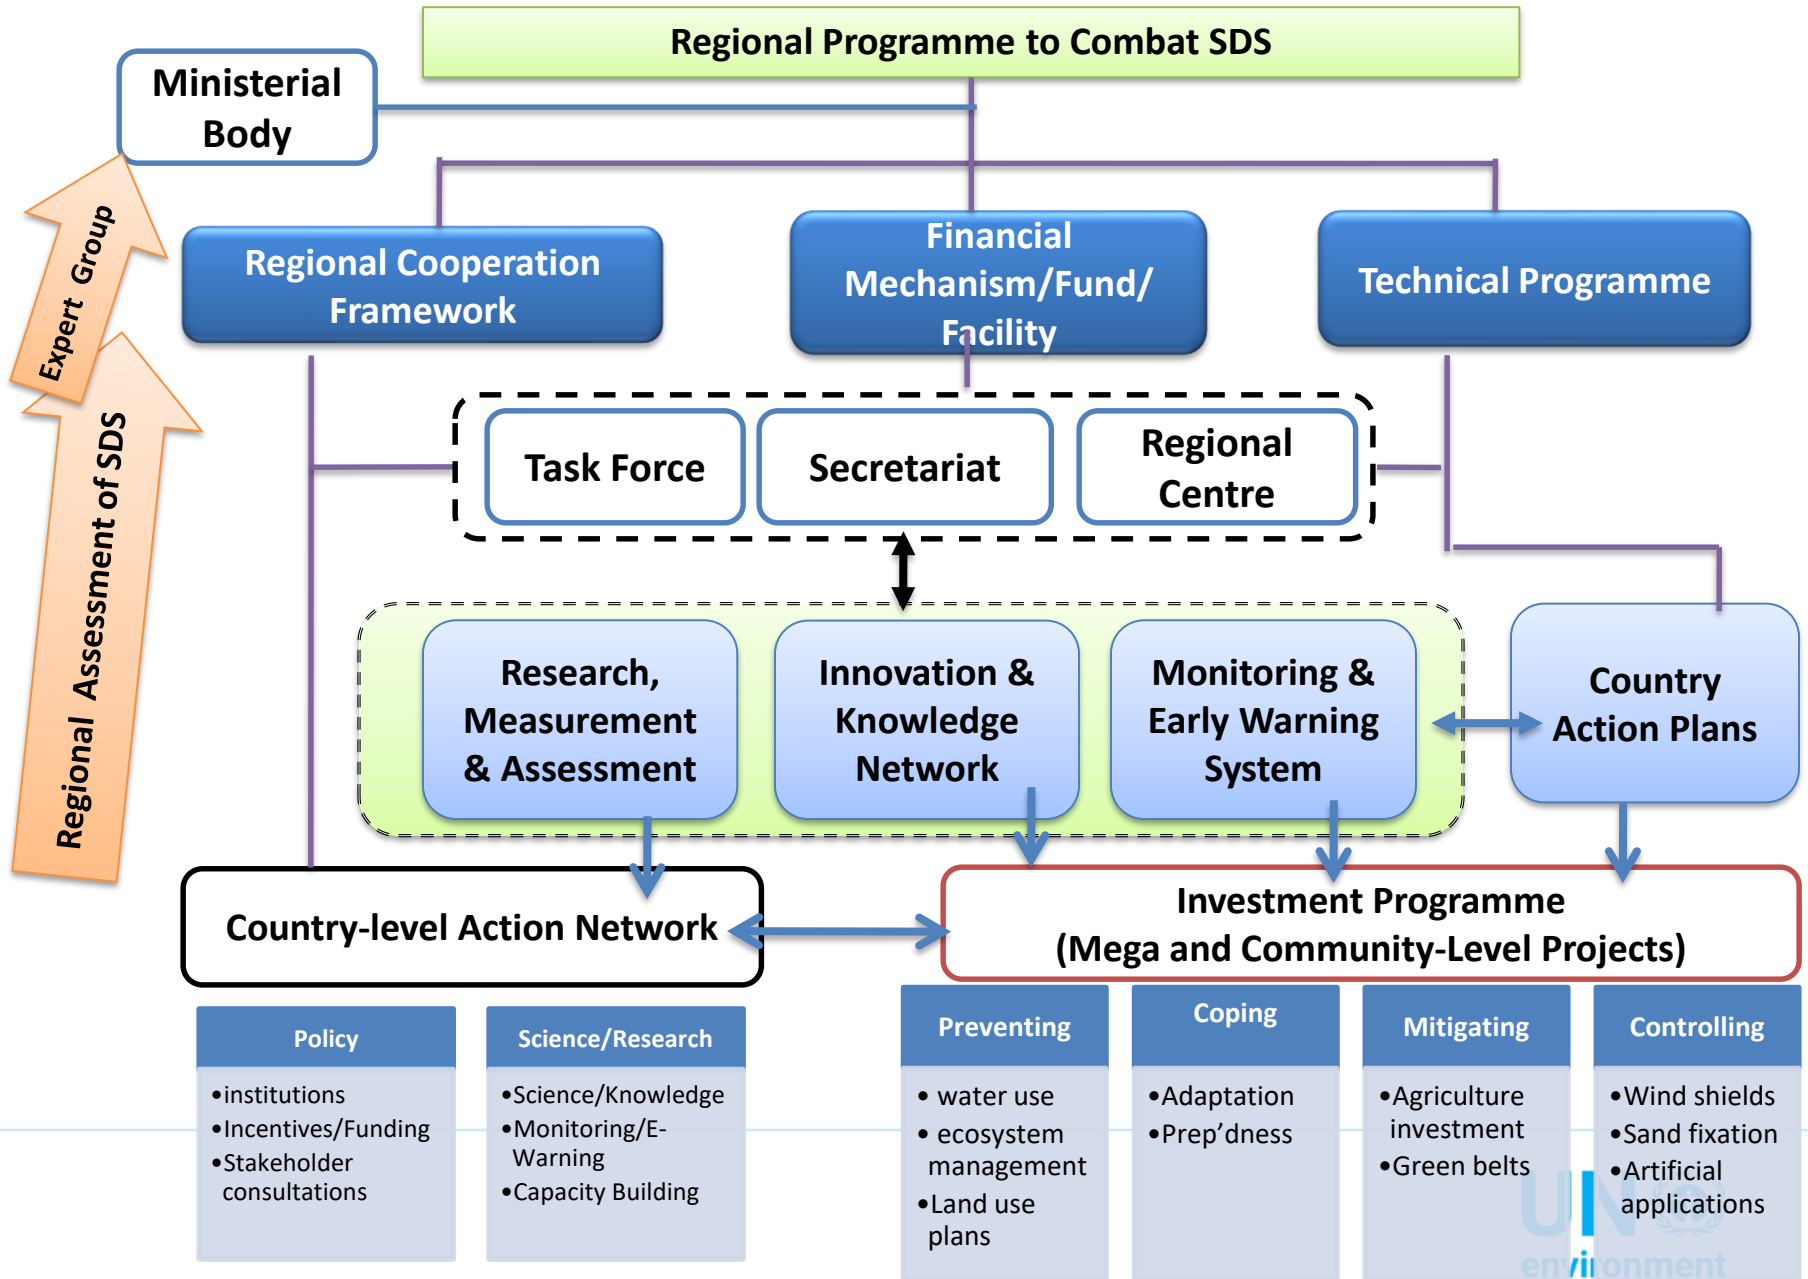 Regional Programme to Combat SDS
Ministerial
Body
Expert Group
Regional Assessment of SDS
Regional Cooperation
Framework
Financial
Mechanism/Fund/
Facility
Technical Programme
Task Force
Secretariat
Regional
Centre
Research,
Measurement
& Assessment
Innovation &
Knowledge
Network
Monitoring &
Early Warning
System
Country
Action Plans
Country-level Action Network
Investment Programme
(Mega and Community-Level Projects)
Policy
•institutions
•Incentives/Funding
•Stakeholder
consultations
Science/Research
•Science/Knowledge
•Monitoring/E-
Warning
•Capacity Building
Preventing
• water use
• ecosystem
management
•Land use
plans
Coping
•Adaptation
•Prep’dness
Mitigating
•Agriculture
investment
•Green belts
Controlling
•Wind shields
•Sand fixation
•Artificial
applications
UN
environment